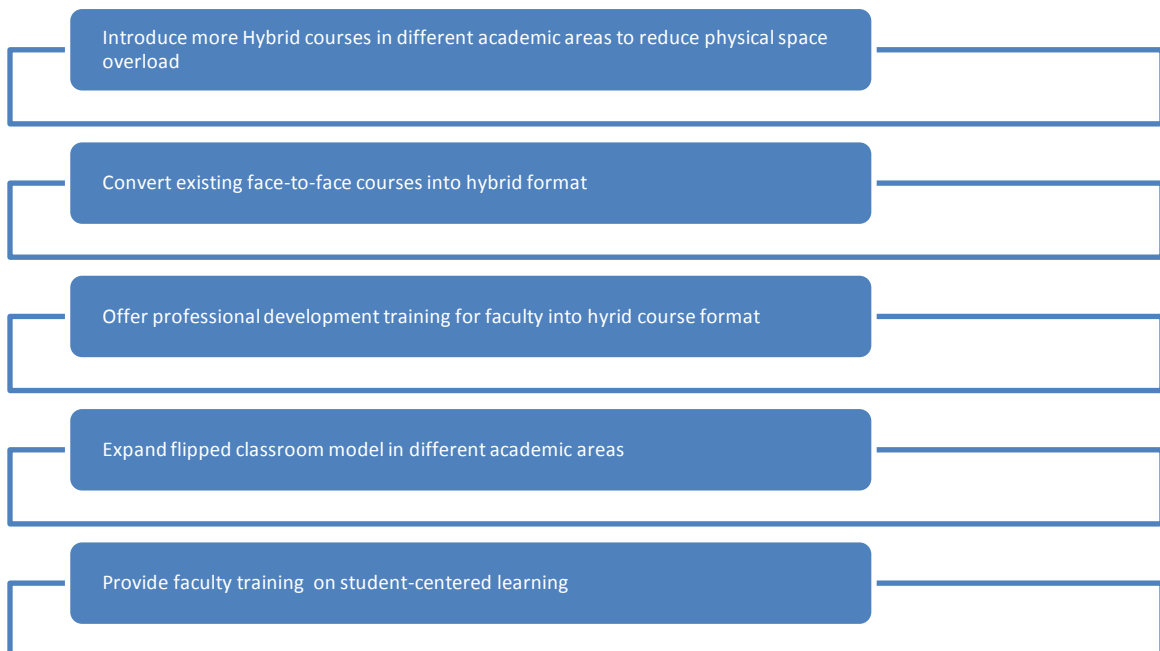 Introduce more Hybrid courses in different academic areas to reduce physical space
overload
Convert existing face-to-face courses into hybrid format
Offer professional development training for faculty into hyrid course format
Expand flipped classroom model in different academic areas
Provide faculty training  on student-centered learning